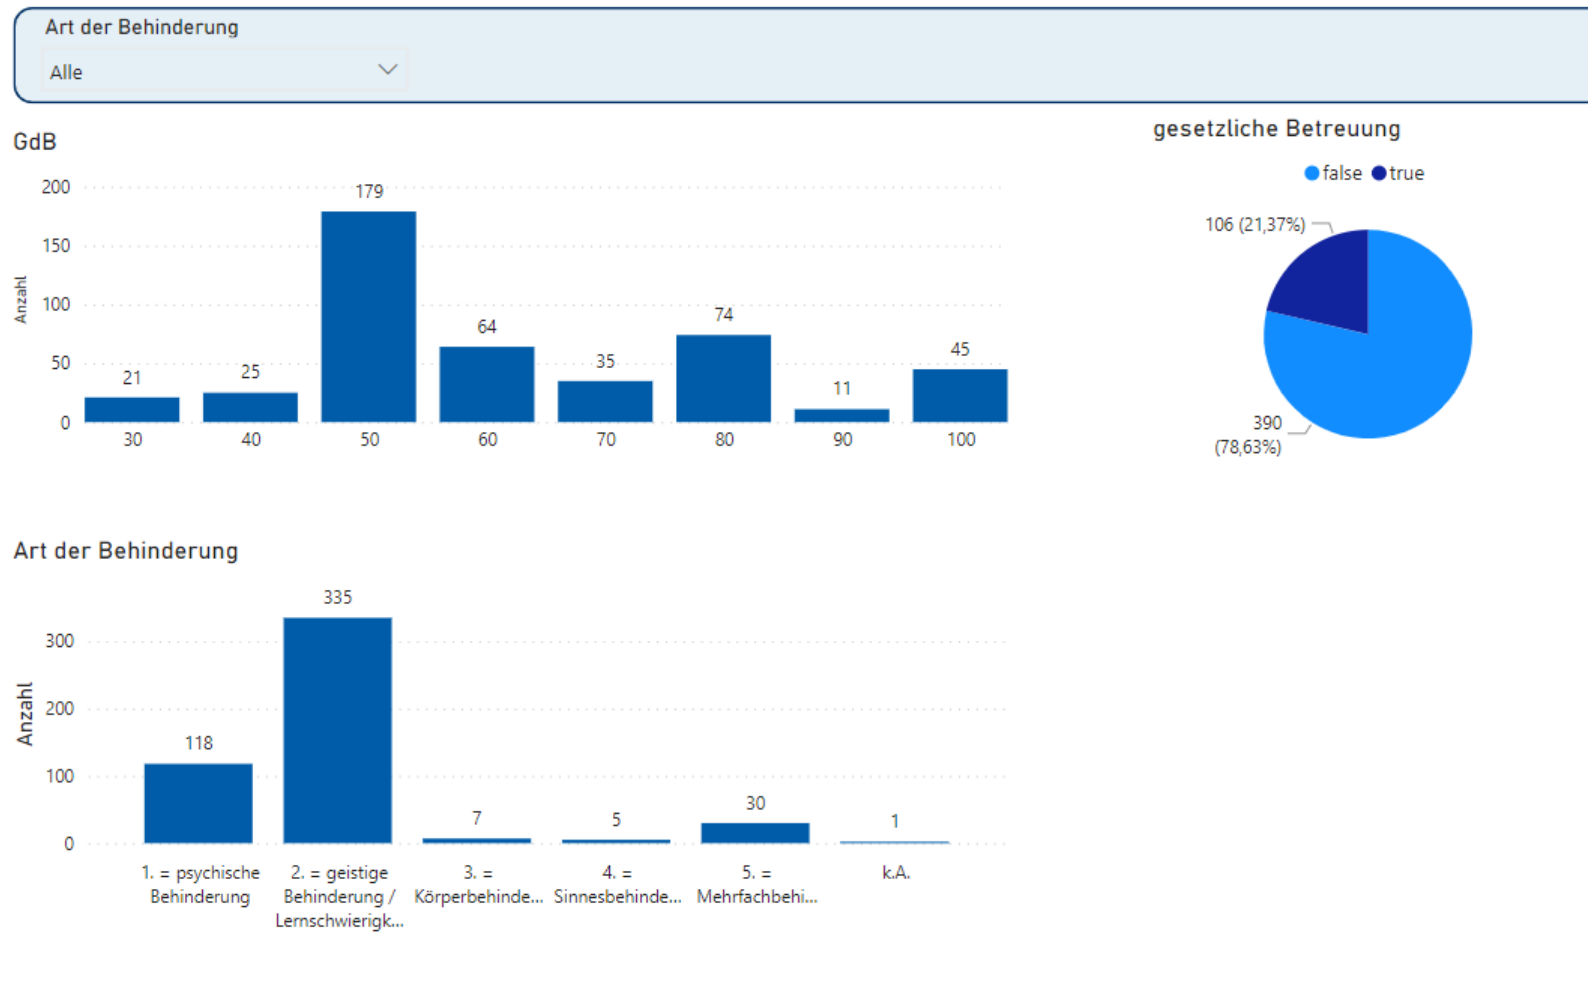 Art der Behinderung
Alle
GdB
200
150
100
50
0
Anzahl
21
25
179
64
35
74
11
45
30
40
50
60
70
80
90
100
gesetzliche Betreuung
false true
106 (21,37%)
390
(78,63%)
Art der Behinderung
300
200
100
0
Anzahl
118
335
7
5
30
1
1. = psychische
Behinderung
2. = geistige
Behinderung /
Lernschwierigk...
3. =
Körperbehinde...
4. =
Sinnesbehinde...
5. =
Mehrfachbehi...
k.A.